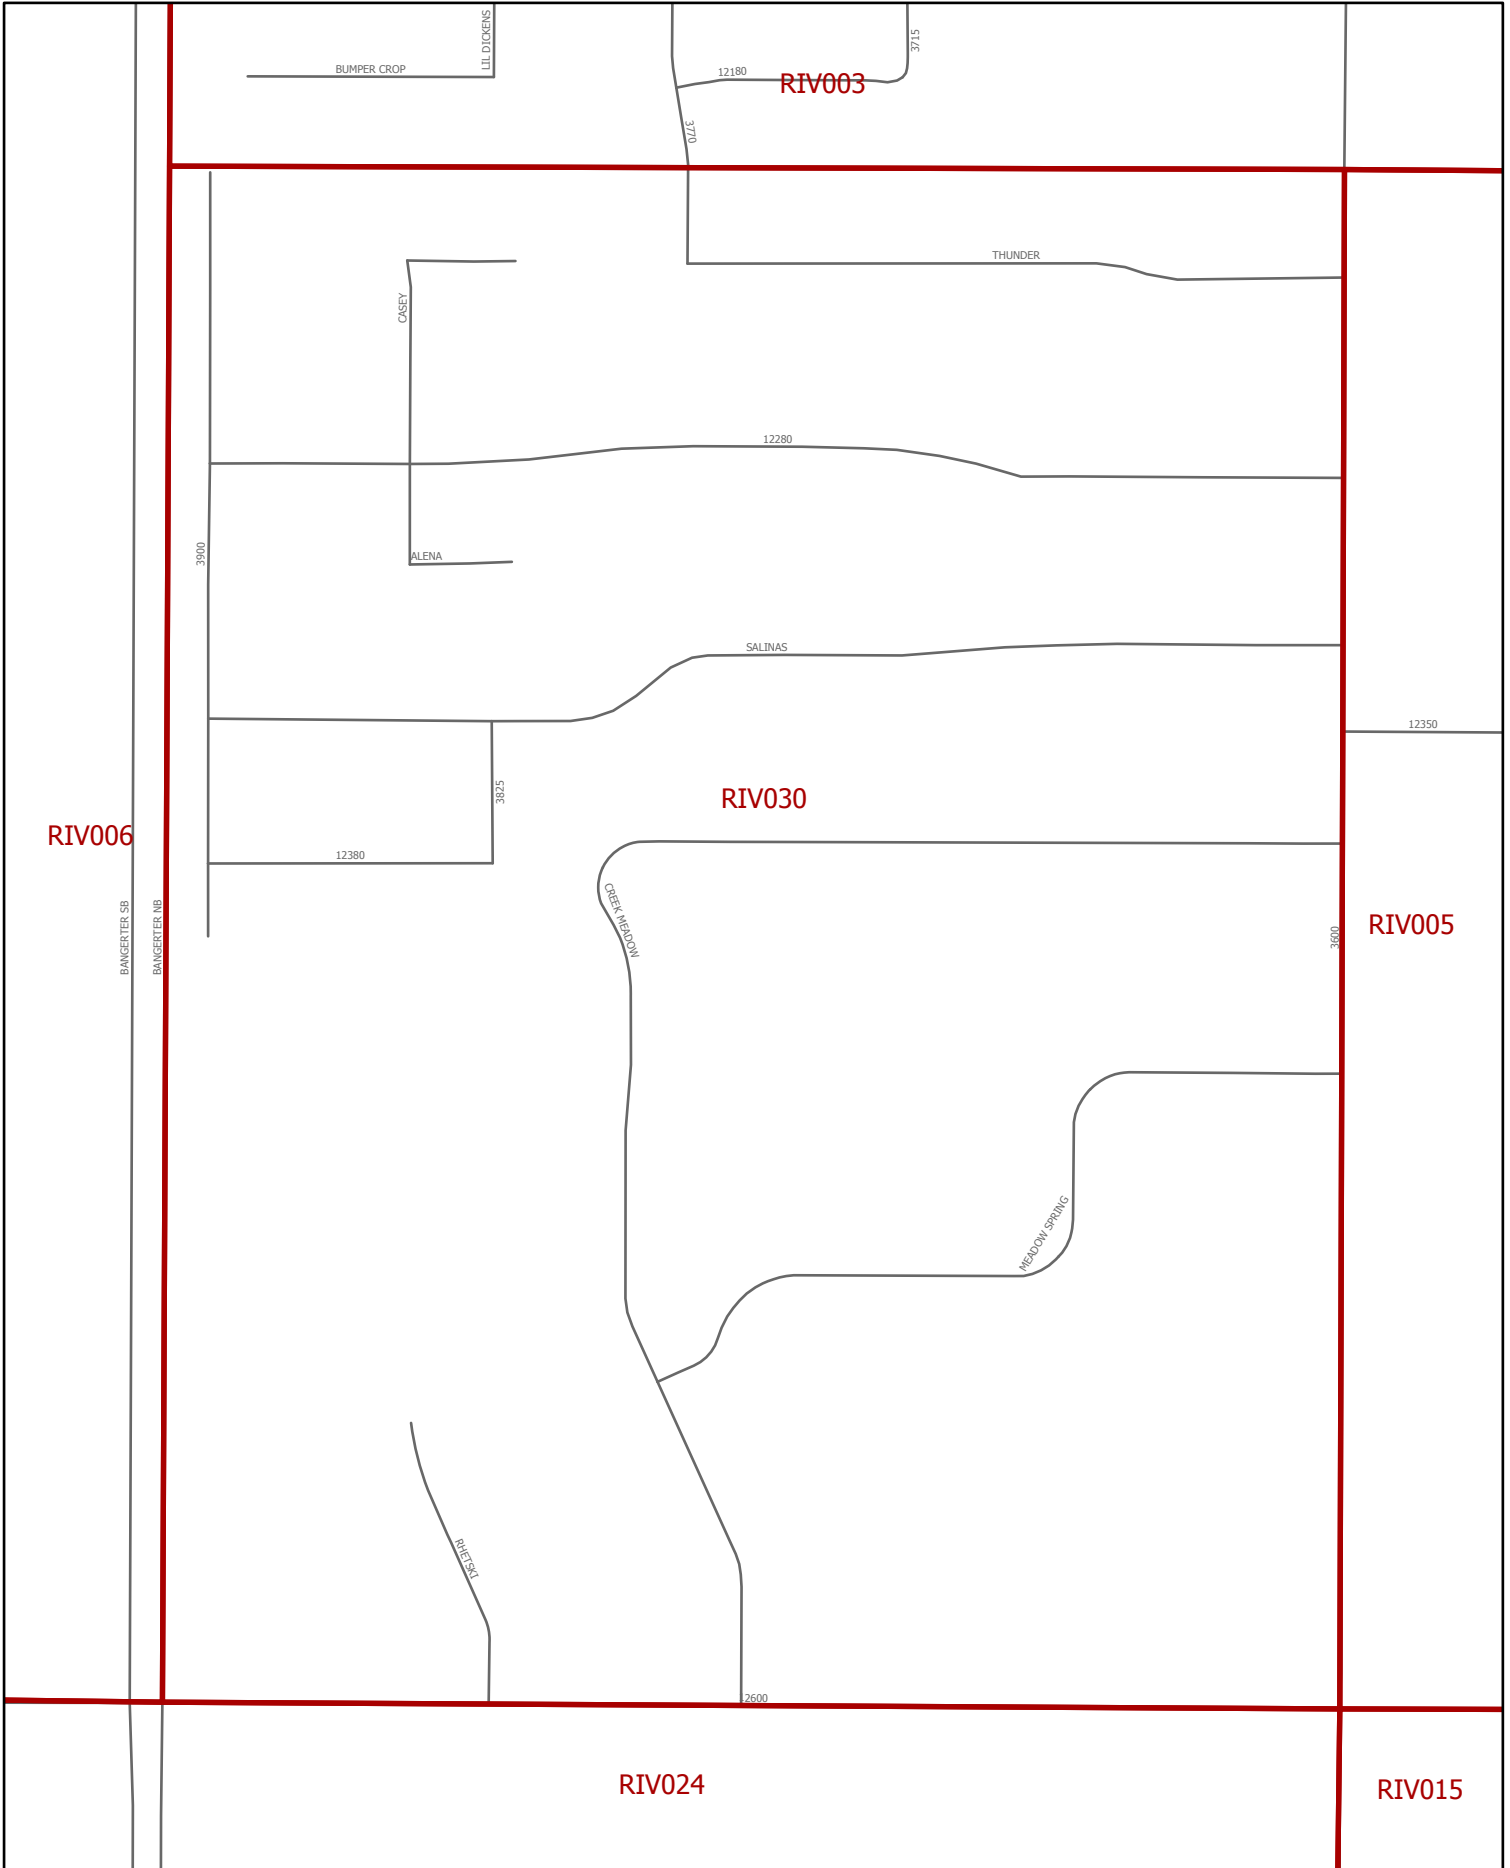 LIL DICKENS
BUMPER CROP
3715
12180
RIV003
3770
THUNDER
CASEY
12280
3900
ALENA
SALINAS
12350
3825
RIV030
RIV006
12380
CREEK MEADOW
BANGERTER SB
BANGERTER NB
RIV005
3600
MEADOW SPRING
RHETSKI
12600
RIV024
RIV015